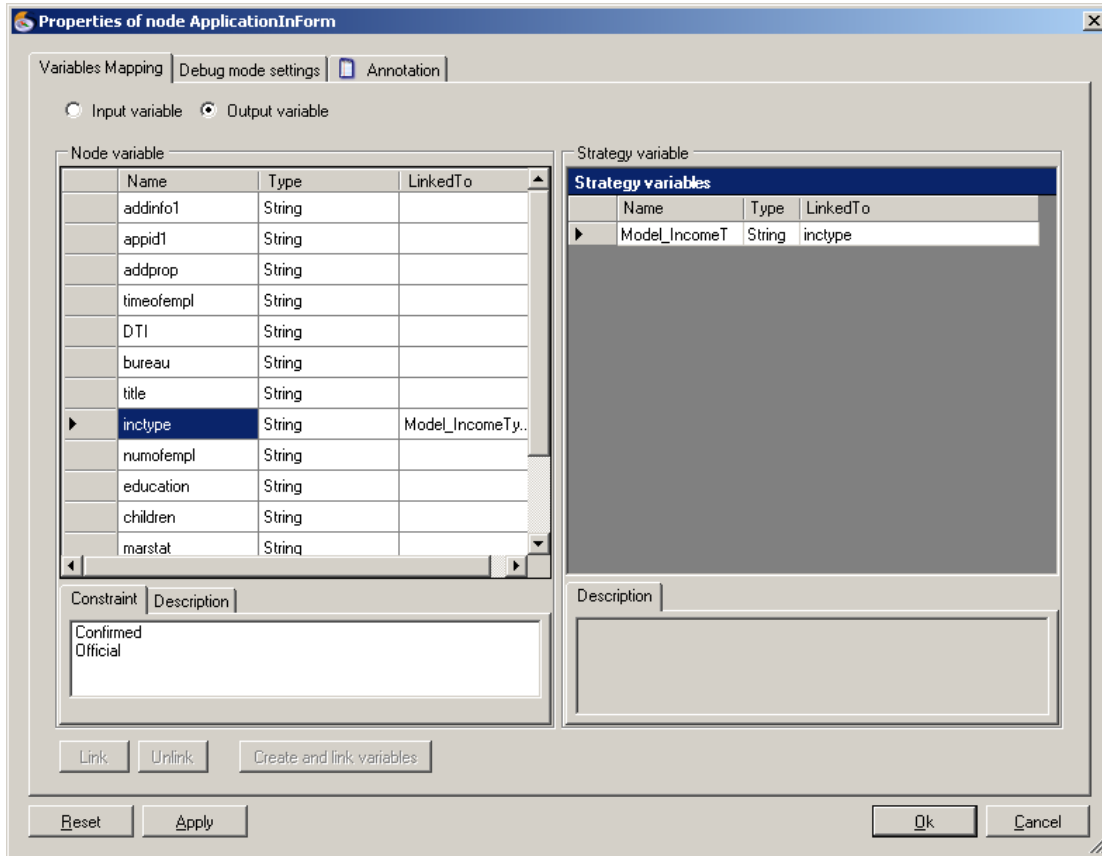 Properties of node ApplicationInForm
Variables Mapping Debug mode settings Annotation
Input variable Output variable
Node variable
Name Type LinkedTo
addinfo1 String
appid1 String
addprop String
timeofempl String
DTI String
bureau String
title String
inctype String Model_IncomeTy..
numofempl String
education String
children String
marstat String
Constraint Description
Confirmed
Official
Strategy variable
Strategy variables
Name Type LinkedTo
Model_IncomeT String inctype
Description
Link Unlink Create and link variables
Reset Apply Ok Cancel